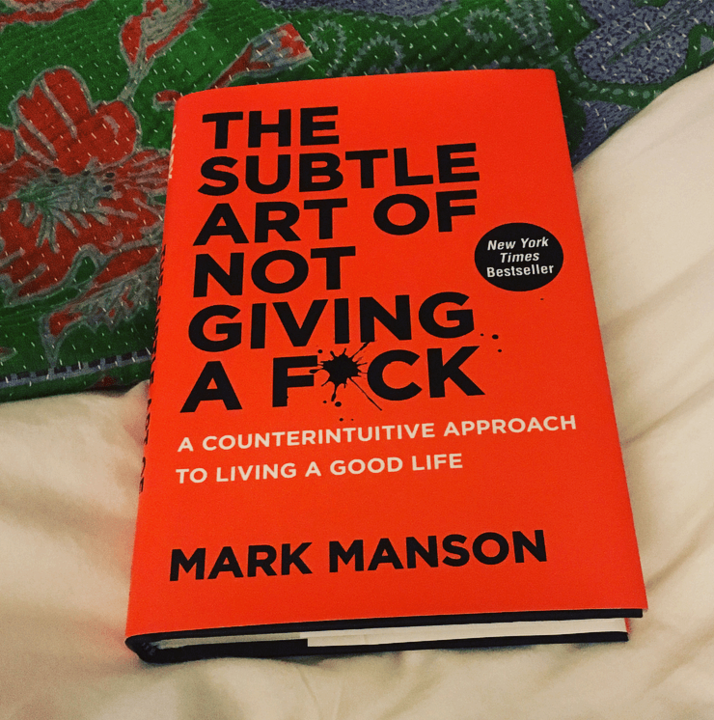 THE
SUBTLE
ART OF
NOT
GIVING
A F*CK
New York
Times
Bestseller
A COUNTERINTUITIVE APPROACH
TO LIVING A GOOD LIFE
MARK MANSON